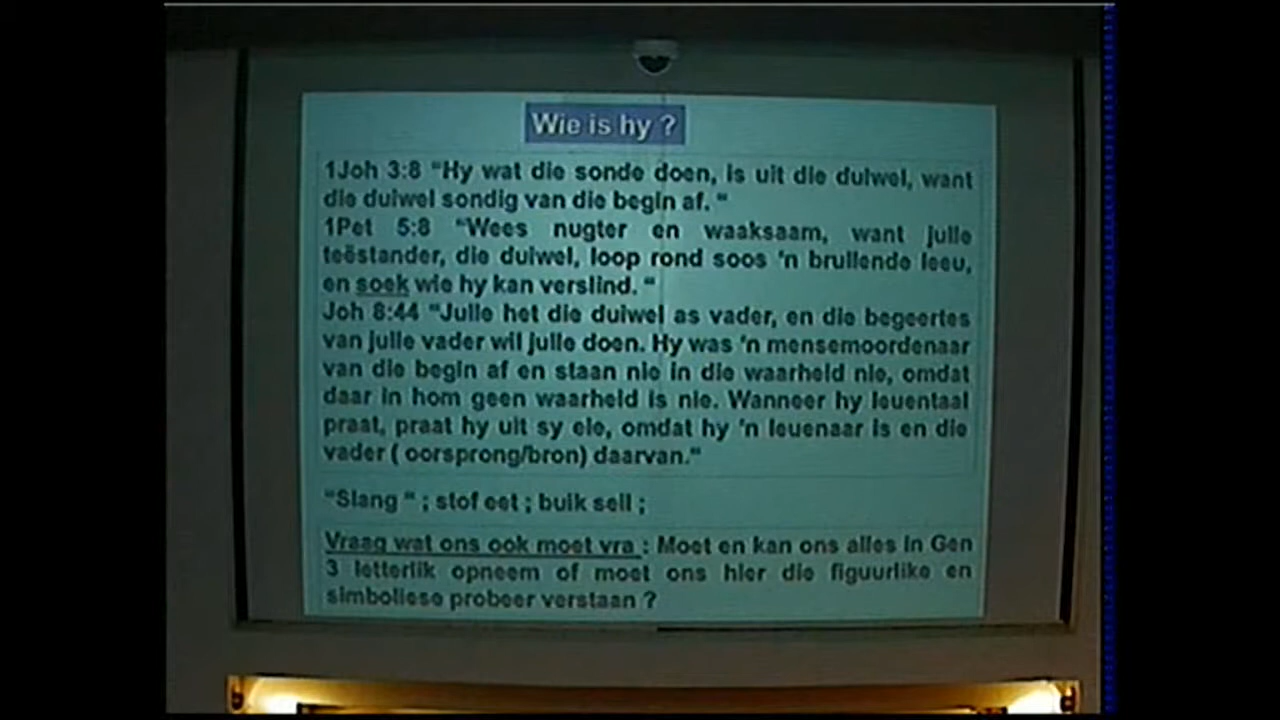 Wie is hy ?
1Joh 3:8 “Hy wat die sonde doen, is uit die duiwel, want
die duiwel sondig van die begin af. “
1Pet 5:8 “Wees nugter en waaksaam, want julle
teëstander, die duiwel, loop rond soos 'n brullende leeu,
en soek wie hy kan verslind. “
Joh 8:44 “Julle het die duiwel as vader, en die begeertes
van julle vader wil julle doen. Hy was 'n mensemoordenaar
van die begin af en staan nie in die waarheid nie, omdat
daar in hom geen waarheid is nie. Wanneer hy leuentaal
praat, praat hy uit sy eie, omdat hy 'n leuenaar is en die
vader ( oorsprong/bron) daarvan.“
“Slang “ ; stof eet ; buik seil ;
Vraag wat ons ook moet vra : Moet en kan ons alles in Gen
3 letterlik opneem of moet ons hier die figuurlike en
simboliese probeer verstaan ?